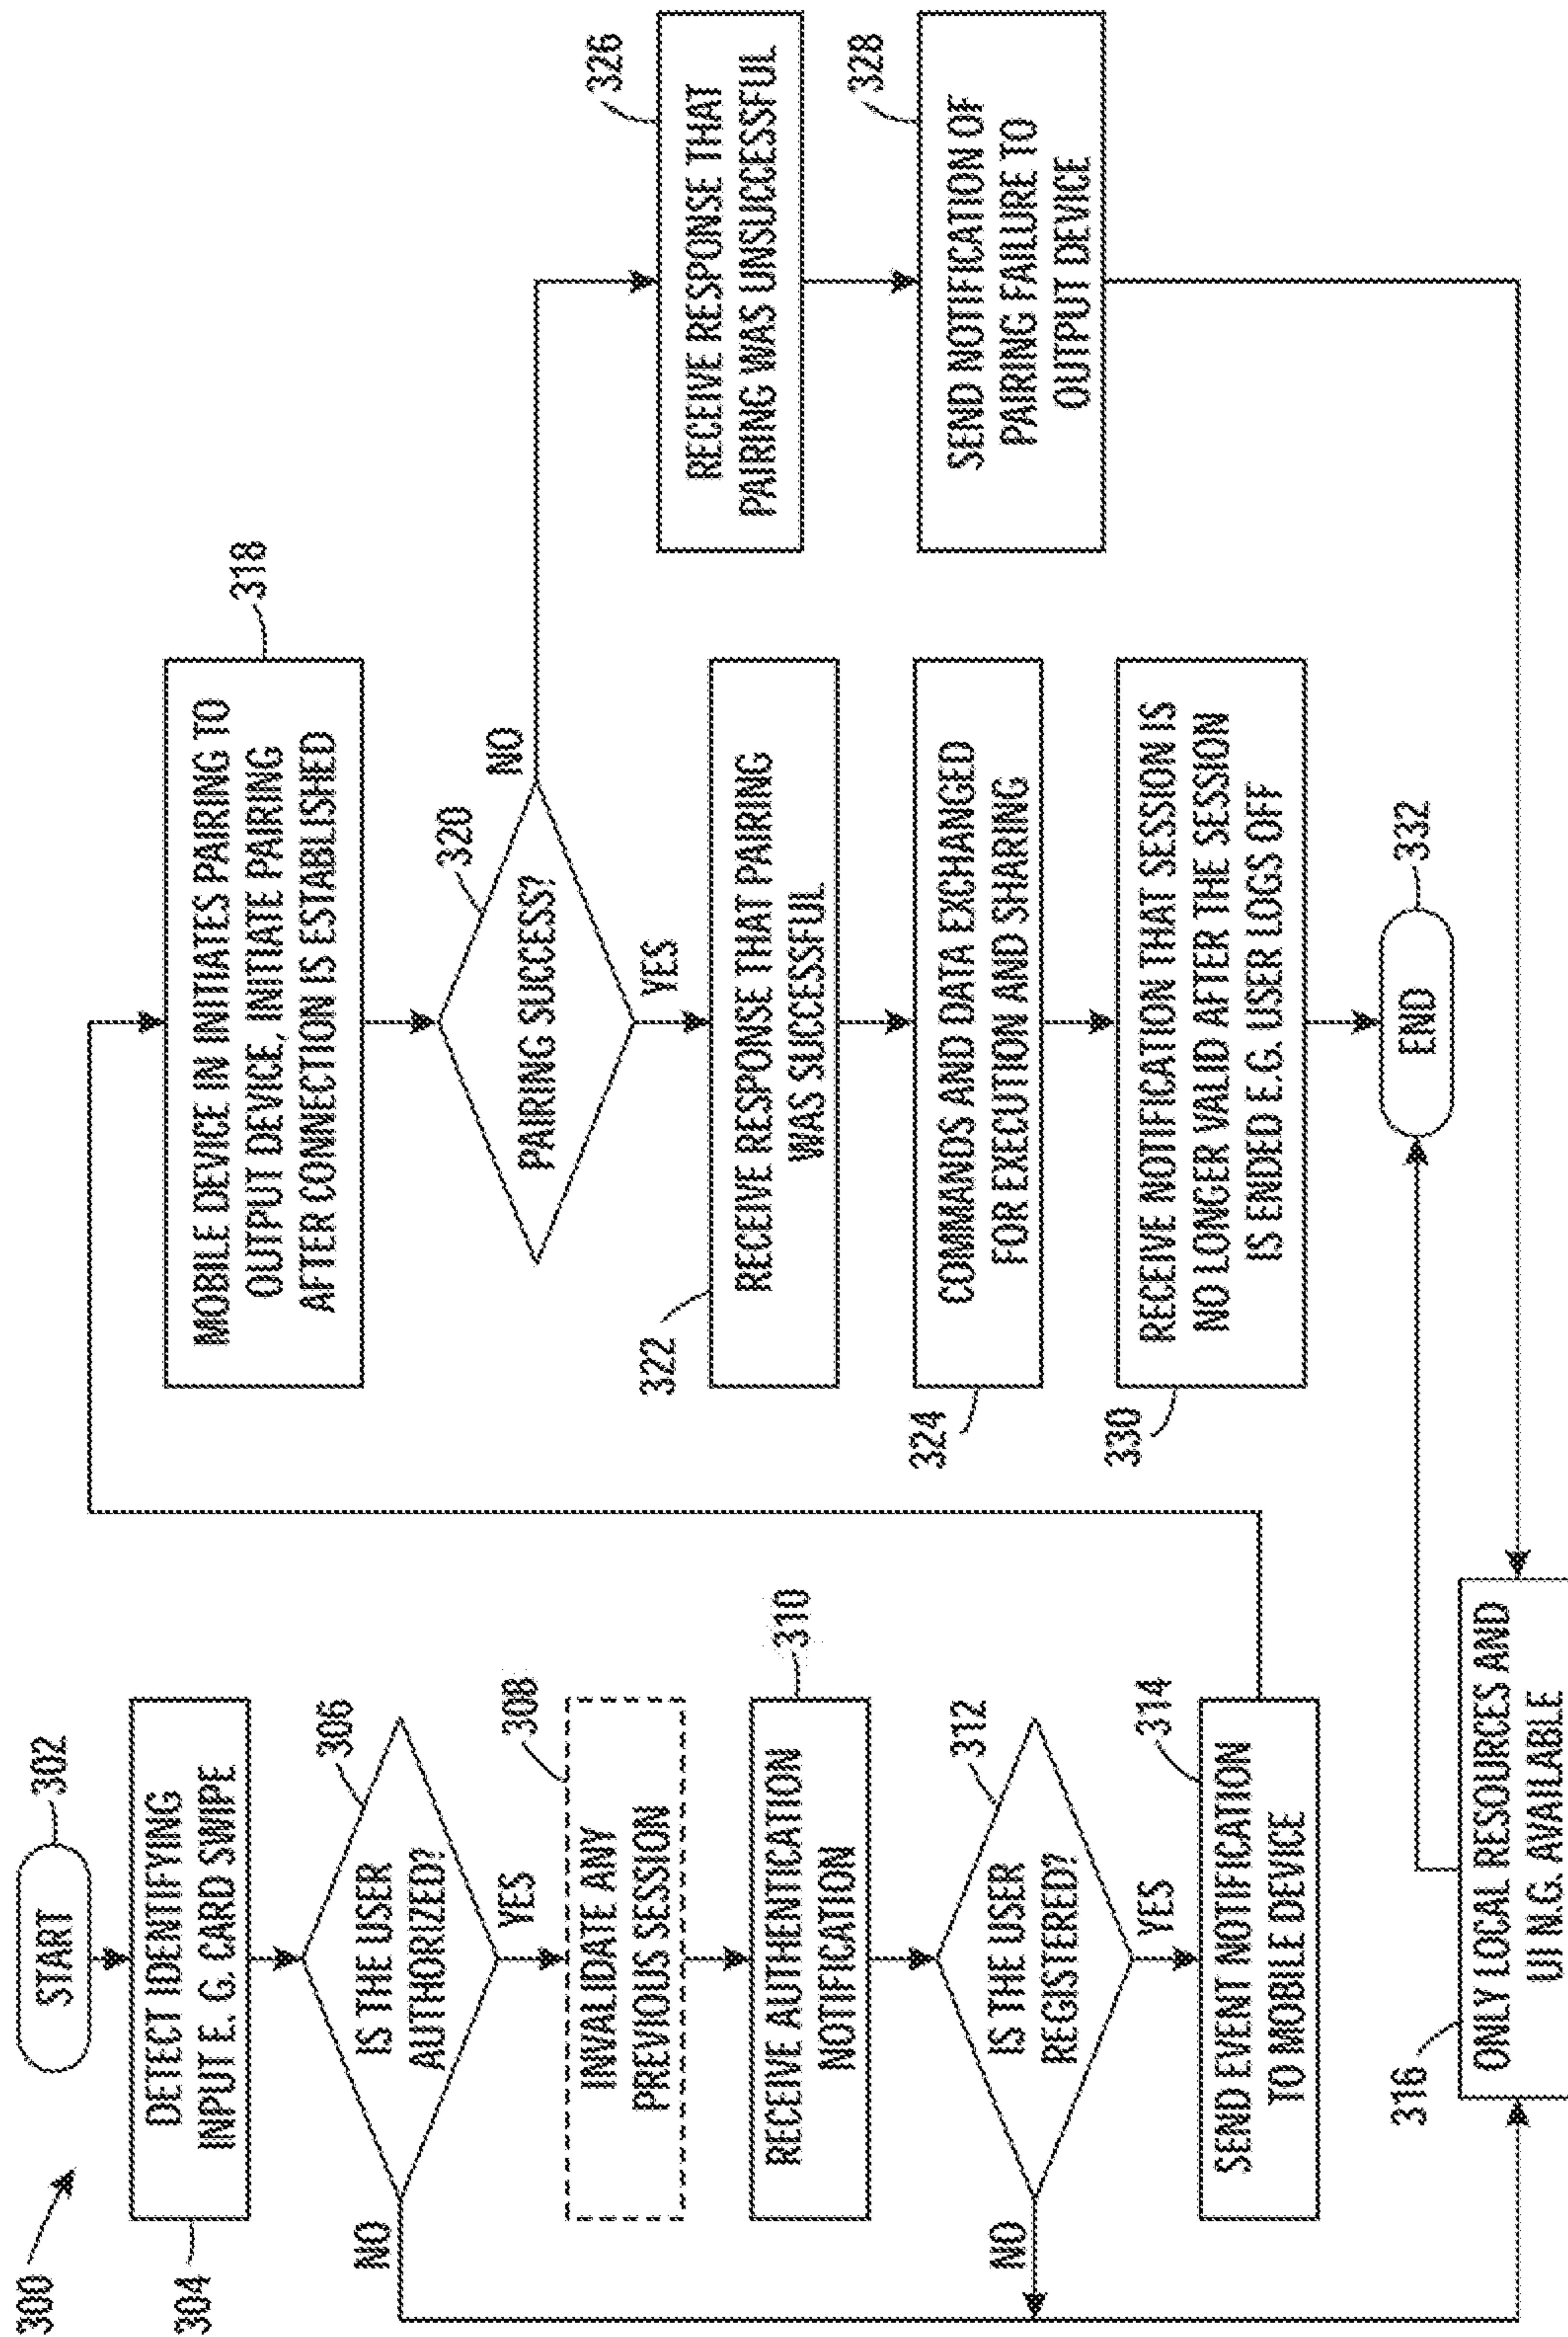 300
START
302
DETECT IDENTIFYING
INPUT E. G. CARD SWIPE
304
IS THE USER
AUTHORIZED?
306
NO
YES
INVALIDATE ANY
PREVIOUS SESSION
308
RECEIVE AUTHENTICATION
NOTIFICATION
310
IS THE USER
REGISTERED?
312
NO
YES
SEND EVENT NOTIFICATION
TO MOBILE DEVICE
314
316
ONLY LOCAL RESOURCES AND
UI N.G. AVAILABLE
MOBILE DEVICE IN INITIATES PAIRING TO
OUTPUT DEVICE, INITIATE PAIRING
AFTER CONNECTION IS ESTABLISHED
318
PAIRING SUCCESS?
320
NO
YES
322
RECEIVE RESPONSE THAT PAIRING
WAS SUCCESSFUL
324
COMMANDS AND DATA EXCHANGED
FOR EXECUTION AND SHARING
330
RECEIVE NOTIFICATION THAT SESSION IS
NO LONGER VALID AFTER THE SESSION
IS ENDED E.G. USER LOGS OFF
END
332
326
RECEIVE RESPONSE THAT
PAIRING WAS UNSUCCESSFUL
328
SEND NOTIFICATION OF
PAIRING FAILURE TO
OUTPUT DEVICE